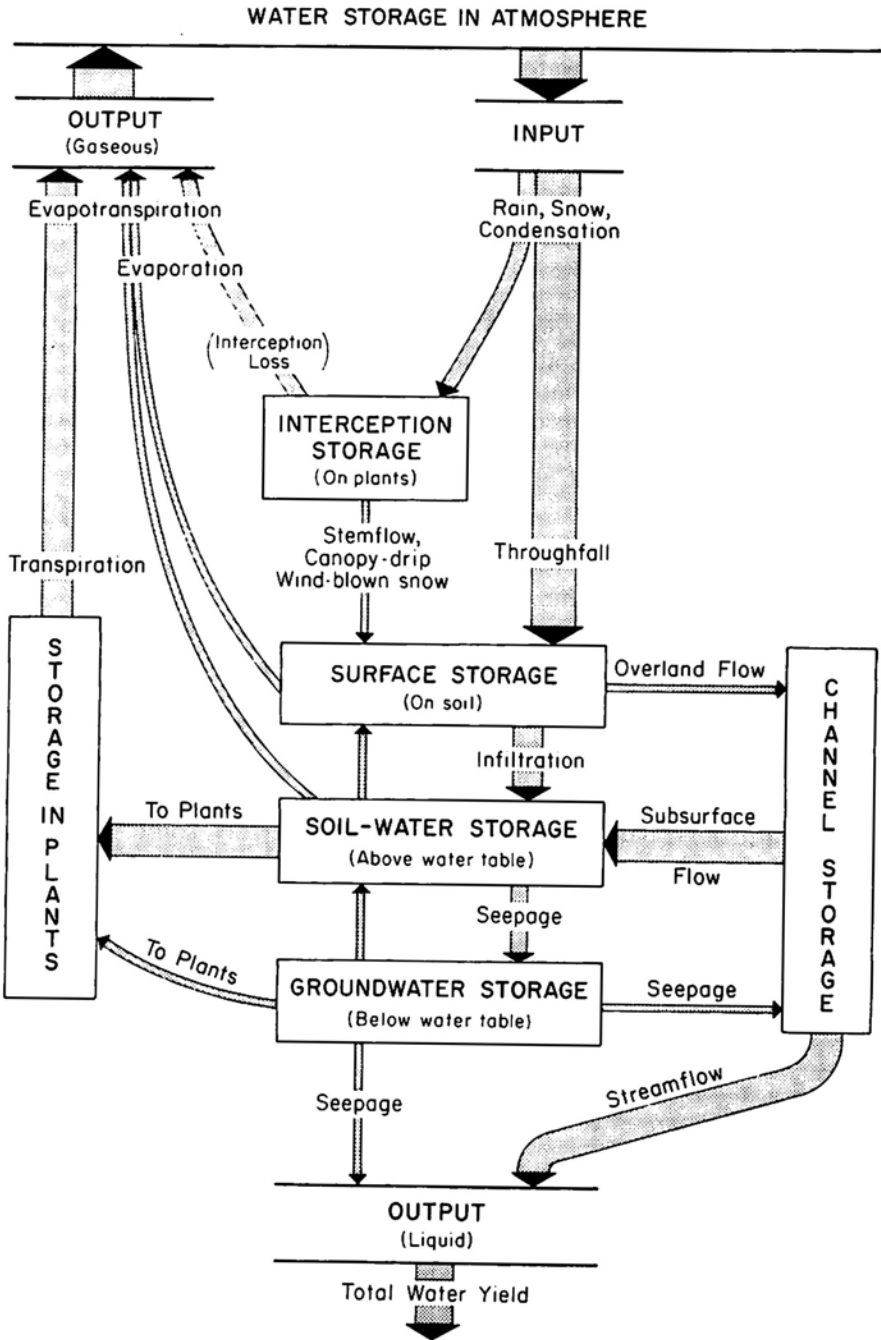 WATER STORAGE IN ATMOSPHERE
OUTPUT
(Gaseous)
INPUT
Evapotranspiration
Rain, Snow,
Condensation
Evaporation
(Interception
Loss)
INTERCEPTION
STORAGE
(On plants)
Stemflow,
Canopy-drip
Wind-blown snow
Throughfall
Transpiration
STORAGE IN PLANTS
SURFACE STORAGE
(On soil)
Overland Flow
CHANNEL STORAGE
Infiltration
To Plants
SOIL-WATER STORAGE
(Above water table)
Subsurface
Flow
Seepage
To Plants
GROUNDWATER STORAGE
(Below water table)
Seepage
Seepage
Streamflow
OUTPUT
(Liquid)
Total Water Yield